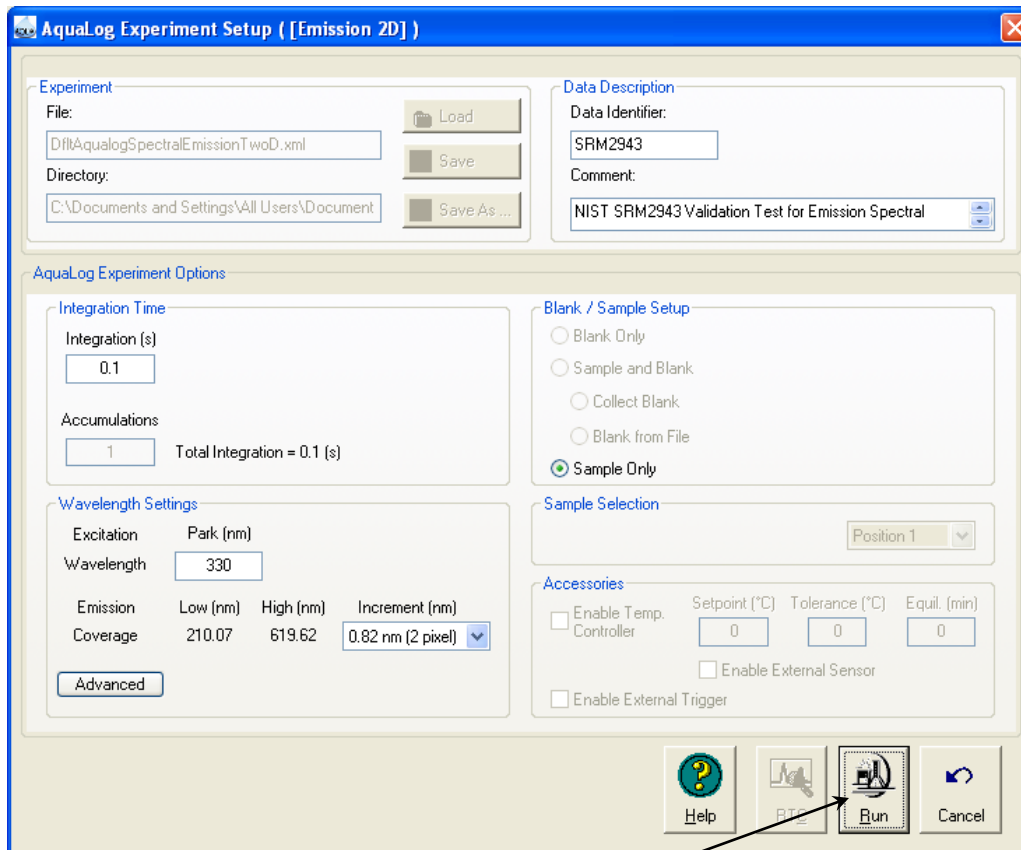 AquaLog Experiment Setup ( [Emission 2D] )
Experiment
File:
DfltAqualogSpectralEmissionTwoD.xml
Load
Save
Directory:
C:\Documents and Settings\All Users\Document
Save As ...
Data Description
Data Identifier:
SRM2943
Comment:
NIST SRM2943 Validation Test for Emission Spectral
AquaLog Experiment Options
Integration Time
Integration (s)
0.1
Accumulations
1 Total Integration = 0.1 (s)
Blank / Sample Setup
Blank Only
Sample and Blank
Collect Blank
Blank from File
Sample Only
Wavelength Settings
Excitation Park (nm)
Wavelength 330
Emission Low (nm) High (nm) Increment (nm)
Coverage 210.07 619.62 0.82 nm (2 pixel)
Advanced
Sample Selection
Position 1
Accessories
Enable Temp. Controller
Setpoint (°C) Tolerance (°C) Equil. (min)
0 0 0
Enable External Sensor
Enable External Trigger
Help
RTC
Run
Cancel